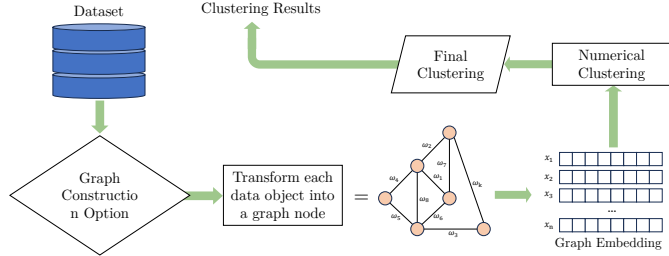 Dataset
Clustering Results
Final
Clustering
Numerical
Clustering
Graph
Constructio
n Option
Transform each
data object into
a graph node
=
ω2
ω4
ω7
ω1
ωk
ω8
ω5
ω6
ω3
x1
x2
x3
...
xn
Graph Embedding